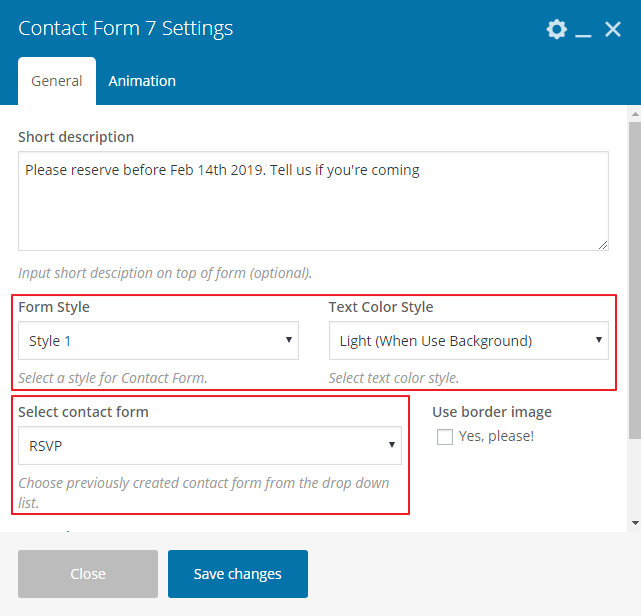 Contact Form 7 Settings
General
Animation
Short description
Please reserve before Feb 14th 2019. Tell us if you're coming
Input short desciption on top of form (optional).
Form Style
Text Color Style
Style 1
Light (When Use Background)
Select a style for Contact Form.
Select text color style.
Select contact form
Use border image
RSVP
Yes, please!
Choose previously created contact form from the drop down
list.
Close
Save changes